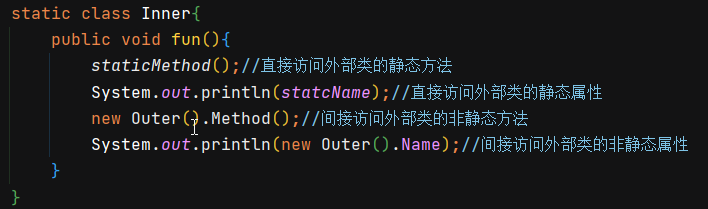 static class Inner{
public void fun(){
staticMethod();//直接访问外部类的静态方法
System.out.println(statcName);//直接访问外部类的静态属性
new Outer().Method();//间接访问外部类的非静态方法
System.out.println(new Outer().Name);//间接访问外部类的非静态属性
}
}